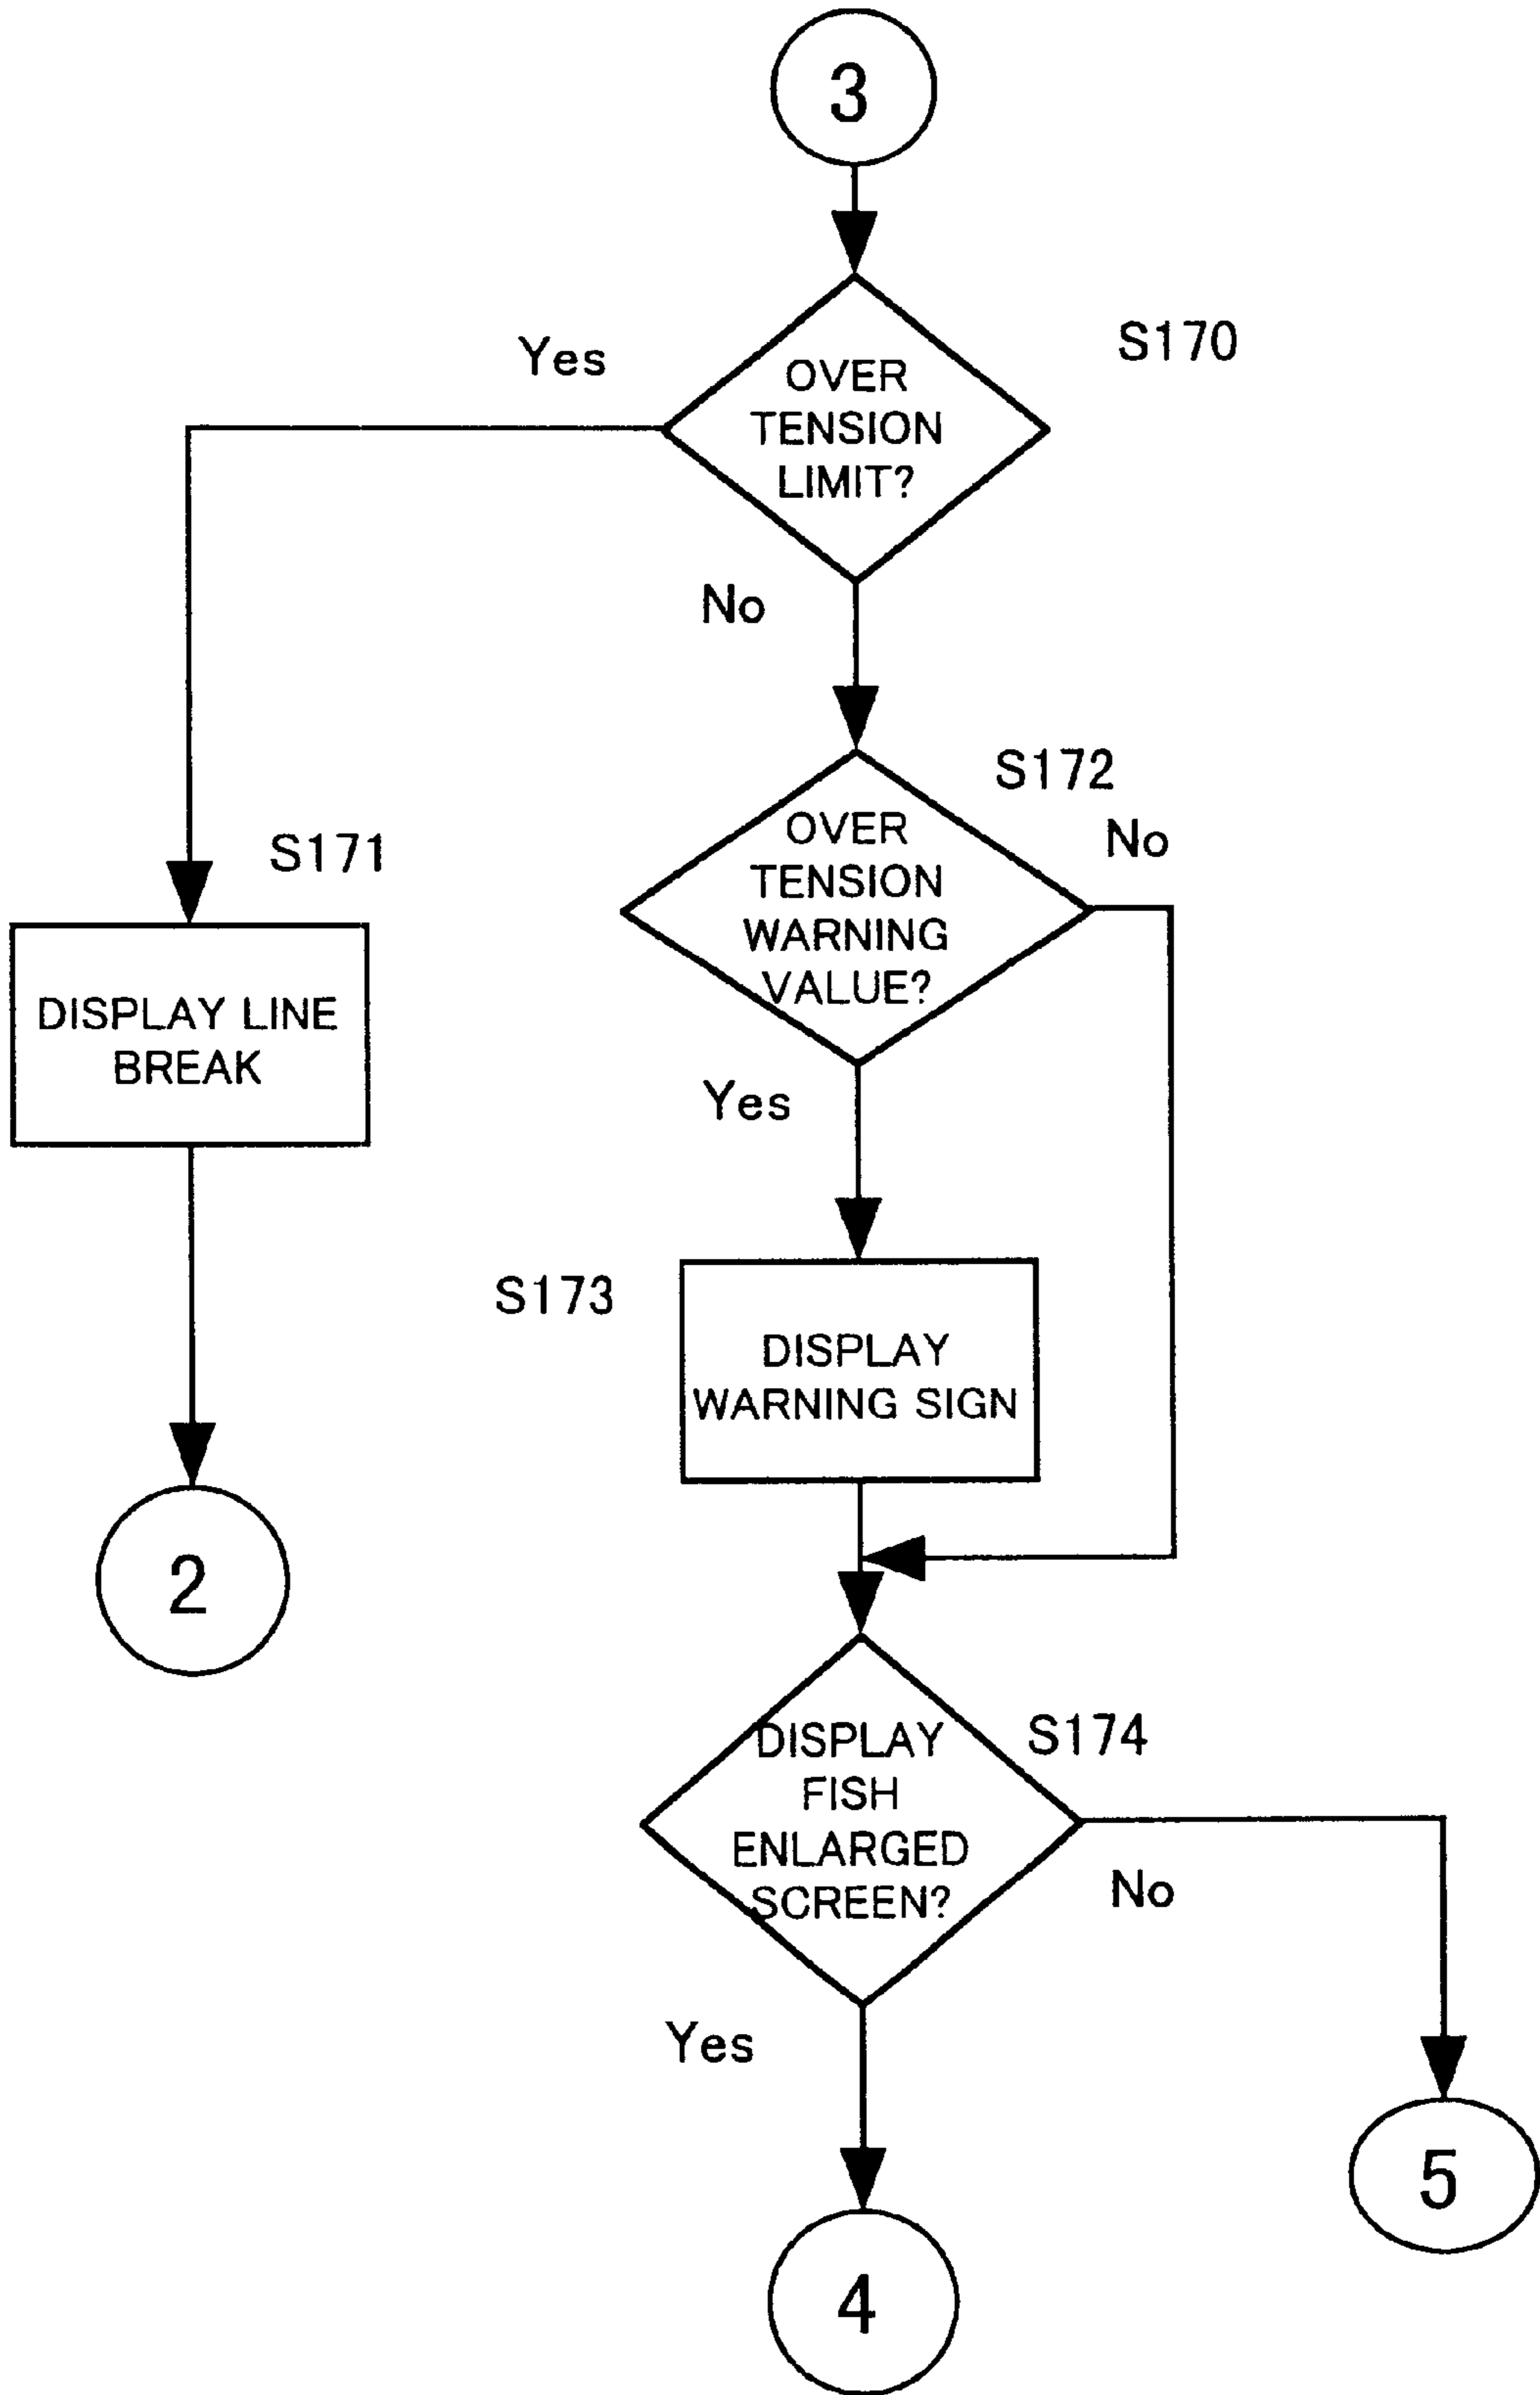 3
Yes
S170
OVER
TENSION
LIMIT?
No
S172
OVER
TENSION
WARNING
VALUE?
No
S171
DISPLAY LINE
BREAK
Yes
S173
DISPLAY
WARNING SIGN
2
S174
DISPLAY
FISH
ENLARGED
SCREEN?
No
Yes
5
4